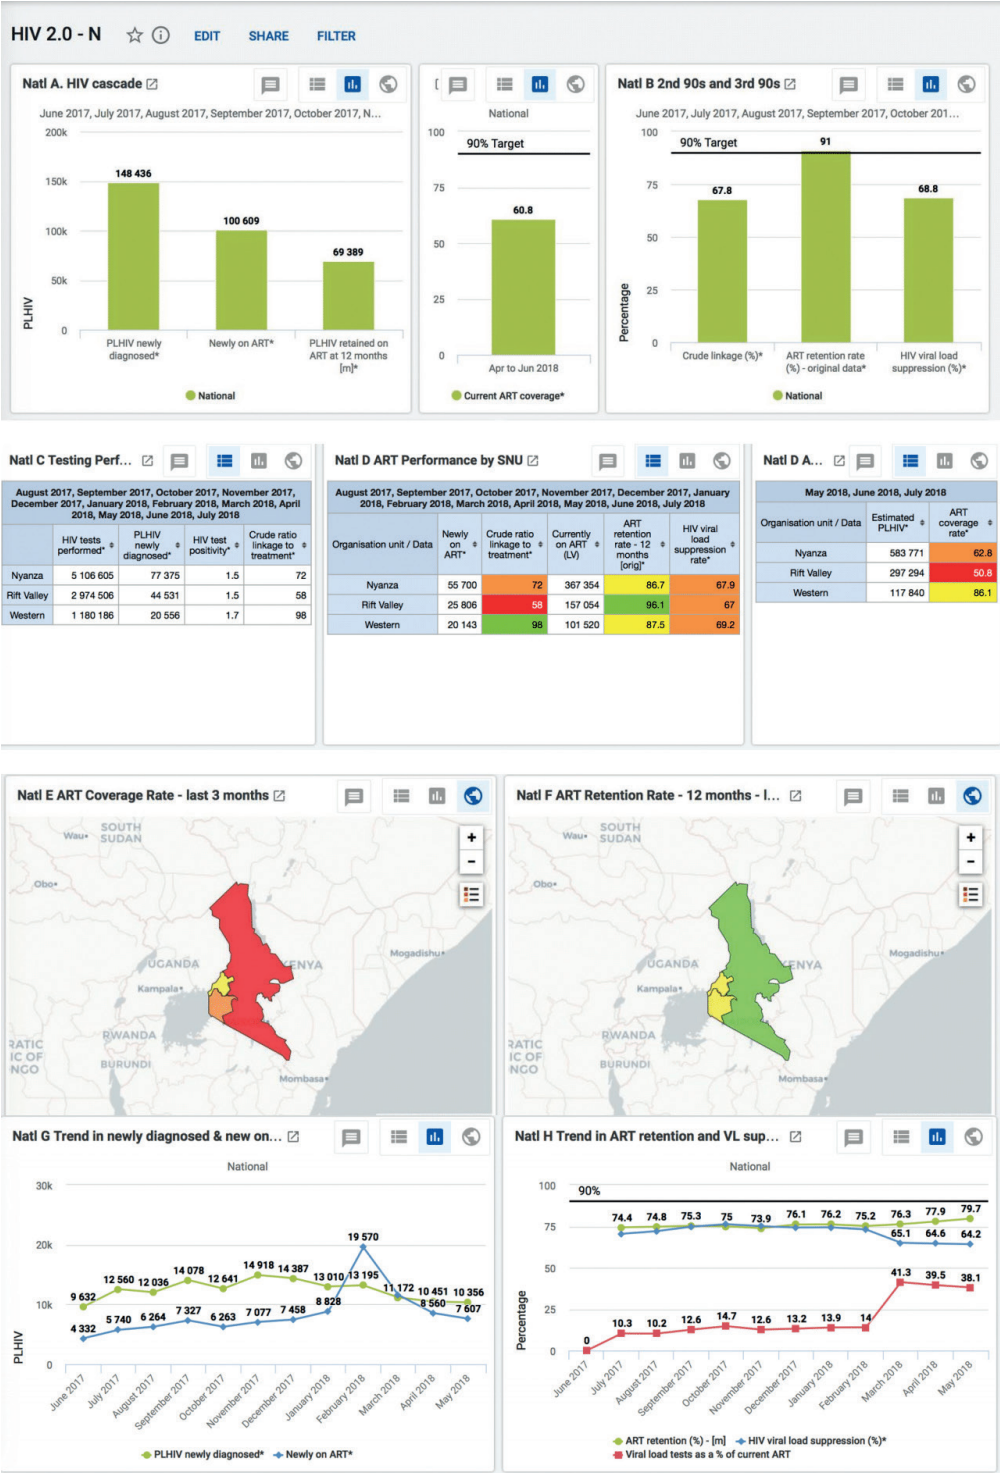 HIV 2.0 - N EDIT SHARE FILTER
Natl A. HIV cascade
June 2017, July 2017, August 2017, September 2017, October 2017, N...
200k
150k
100k
50k
0
PLHIV
148 436
100 609
69 389
PLHIV newly
diagnosed*
Newly on ART*
PLHIV retained on
ART at 12 months
[m]*
National
National
100
75
50
25
0
90% Target
60.8
Apr to Jun 2018
Current ART coverage*
Natl B 2nd 90s and 3rd 90s
June 2017, July 2017, August 2017, September 2017, October 201...
100
75
50
25
0
Percentage
90% Target
67.8
91
68.8
Crude linkage (%)*
ART retention rate
(%) - original data*
HIV viral load
suppression (%)*
National
Natl C Testing Perf...
August 2017, September 2017, October 2017, November 2017,
December 2017, January 2018, February 2018, March 2018, April
2018, May 2018, June 2018, July 2018
HIV tests performed* PLHIV newly diagnosed* HIV test positivity* Crude ratio linkage to treatment*
Nyanza 5 106 605 77 375 1.5 72
Rift Valley 2 974 506 44 531 1.5 58
Western 1 180 186 20 556 1.7 98
Natl D ART Performance by SNU
August 2017, September 2017, October 2017, November 2017, December 2017, January
2018, February 2018, March 2018, April 2018, May 2018, June 2018, July 2018
Organisation unit / Data Newly on ART* Crude ratio linkage to treatment* Currently on ART (LV) ART retention rate - 12 months [orig]* HIV viral load suppression rate*
Nyanza 55 700 72 367 354 86.7 67.9
Rift Valley 25 806 58 157 054 96.1 67
Western 20 143 98 101 520 87.5 69.2
Natl D A...
May 2018, June 2018, July 2018
Organisation unit / Data Estimated PLHIV* ART coverage rate*
Nyanza 583 771 62.8
Rift Valley 297 294 50.8
Western 117 840 86.1
Natl E ART Coverage Rate - last 3 months
+
−
Wau
SOUTH
SUDAN
Obo
Mogadishu
UGANDA
KENYA
Kampala
RWANDA
RATIC
IC OF
NGO
BURUNDI
Mombasa
Natl F ART Retention Rate - 12 months - l...
+
−
Wau
SOUTH
SUDAN
Obo
Mogadishu
UGANDA
KENYA
Kampala
RWANDA
RATIC
IC OF
NGO
BURUNDI
Mombasa
Natl G Trend in newly diagnosed & new on...
National
30k
20k
10k
0
PLHIV
9 632 12 560 12 036 14 078 12 641 14 918 14 387 13 010 13 195 11 172 10 451 10 356
4 332 5 740 6 264 7 327 6 263 7 077 7 458 8 828 19 570 8 560 7 607
June 2017 July 2017 August 2017 September 2017 October 2017 November 2017 December 2017 January 2018 February 2018 March 2018 April 2018 May 2018
PLHIV newly diagnosed* Newly on ART*
Natl H Trend in ART retention and VL sup...
National
100
75
50
25
0
Percentage
90%
74.4 74.8 75.3 75 73.9 76.1 76.2 75.2 76.3 77.9 79.7
65.1 64.6 64.2
0 10.3 10.2 12.6 14.7 12.6 13.2 13.9 14 41.3 39.5 38.1
June 2017 July 2017 August 2017 September 2017 October 2017 November 2017 December 2017 January 2018 February 2018 March 2018 April 2018 May 2018
ART retention (%) - [m] HIV viral load suppression (%)*
Viral load tests as a % of current ART